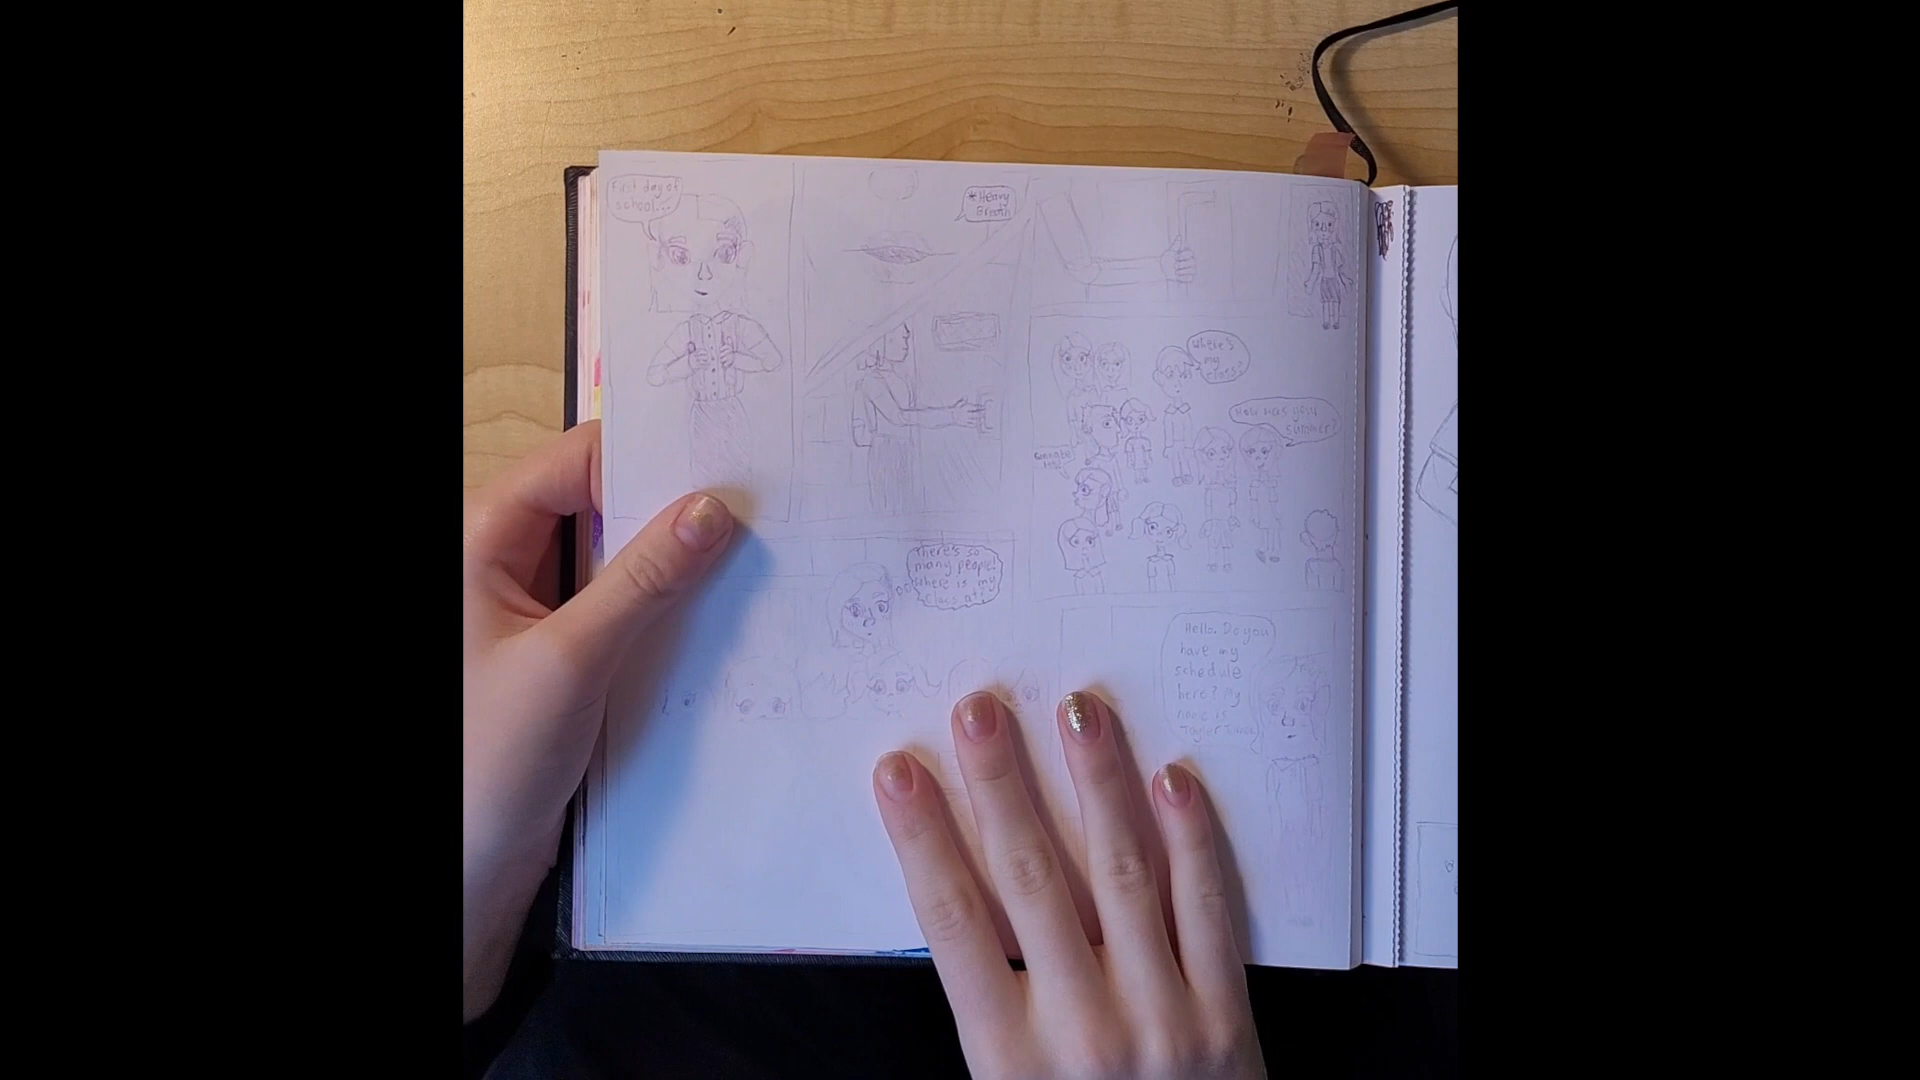 First day of
school...
*Heavy
Breath
Where's
my
class?
How was your
summer?
There's so
many people!
Where is my
class at?
Hello. Do you
have my
schedule
here? My
name is
Taylor